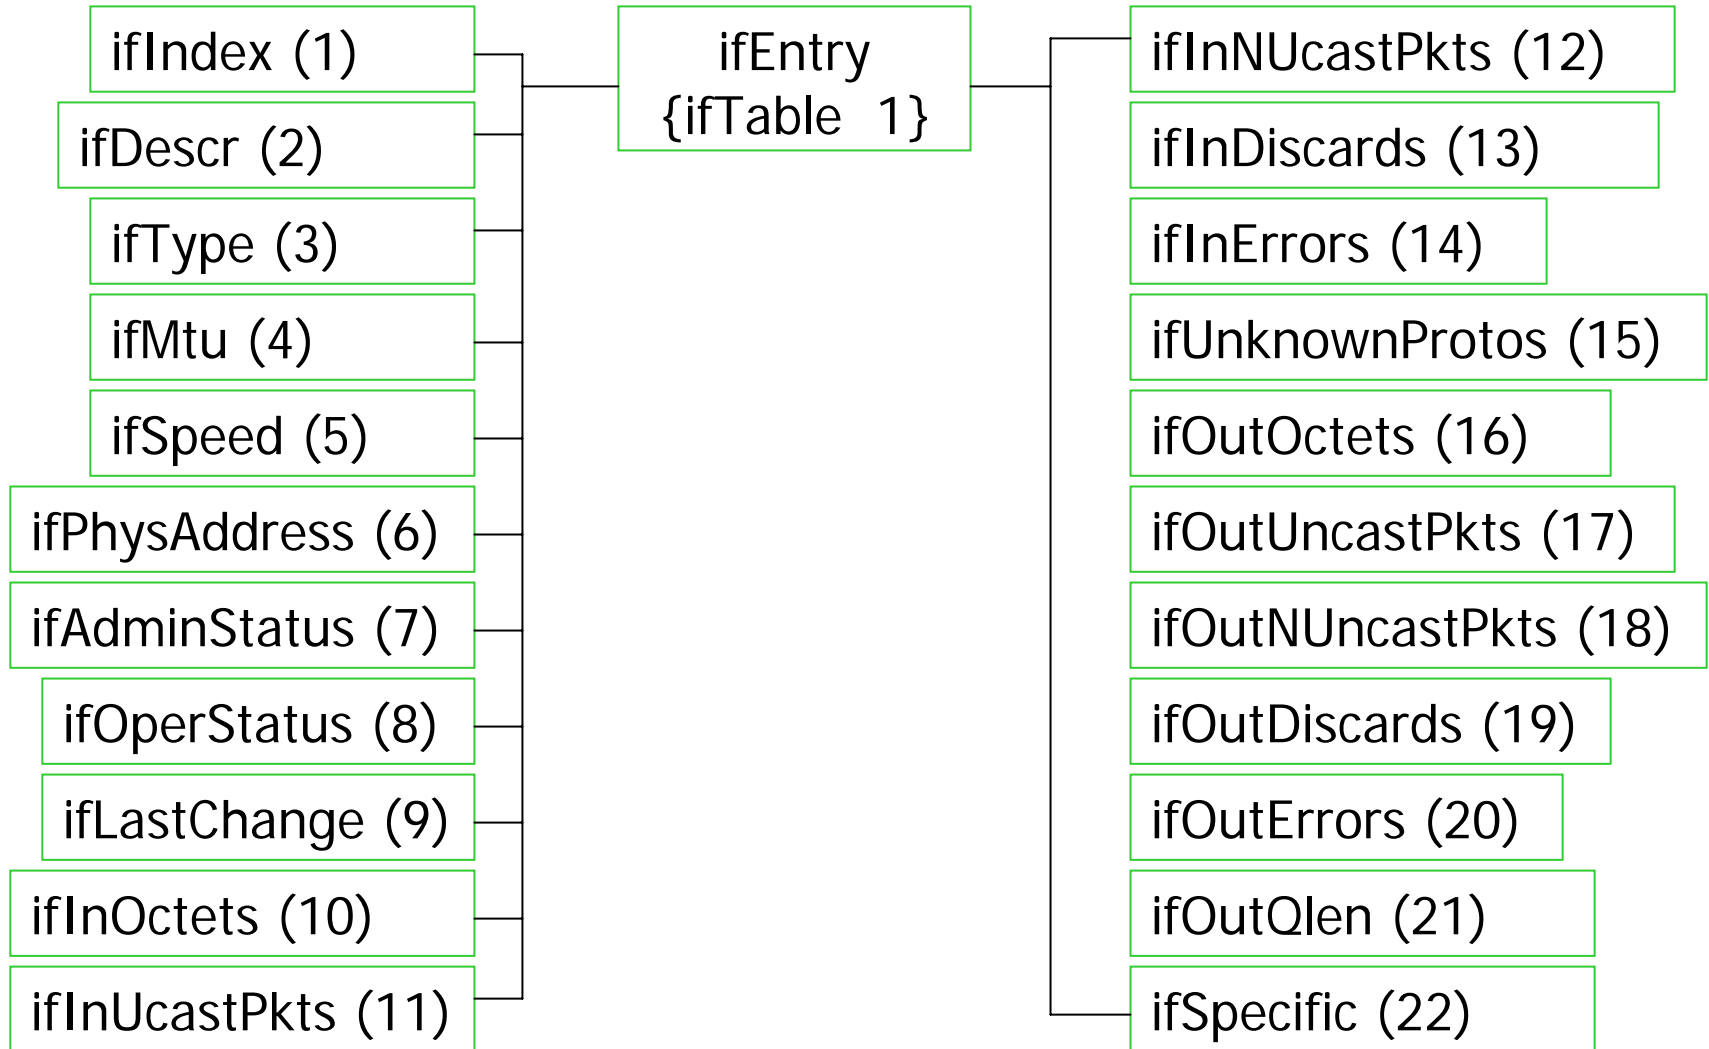 ifEntry
{ifTable 1}
ifIndex (1)
ifDescr (2)
ifType (3)
ifMtu (4)
ifSpeed (5)
ifPhysAddress (6)
ifAdminStatus (7)
ifOperStatus (8)
ifLastChange (9)
ifInOctets (10)
ifInUcastPkts (11)
ifInNUcastPkts (12)
ifInDiscards (13)
ifInErrors (14)
ifUnknownProtos (15)
ifOutOctets (16)
ifOutUncastPkts (17)
ifOutNUncastPkts (18)
ifOutDiscards (19)
ifOutErrors (20)
ifOutQlen (21)
ifSpecific (22)